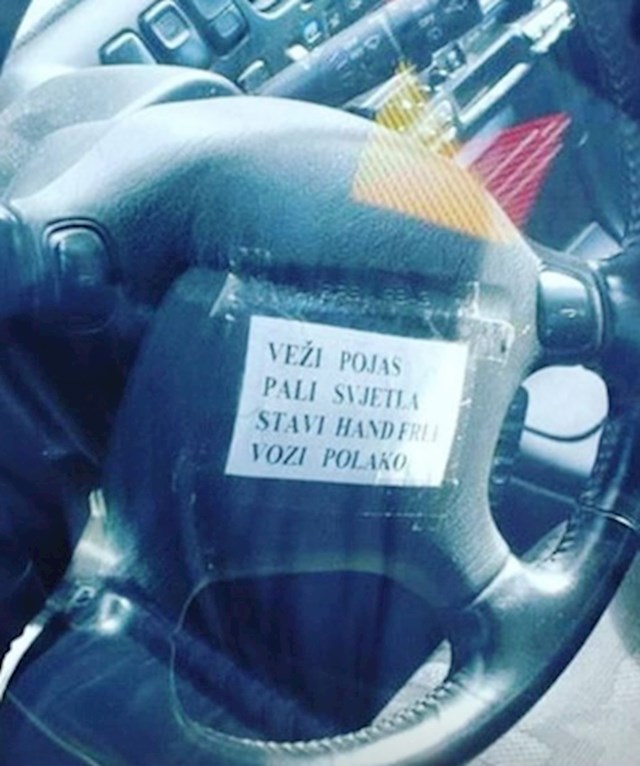 VEŽI POJAS
PALI SVJETLA
STAVI HAND FREE
VOZI POLAKO